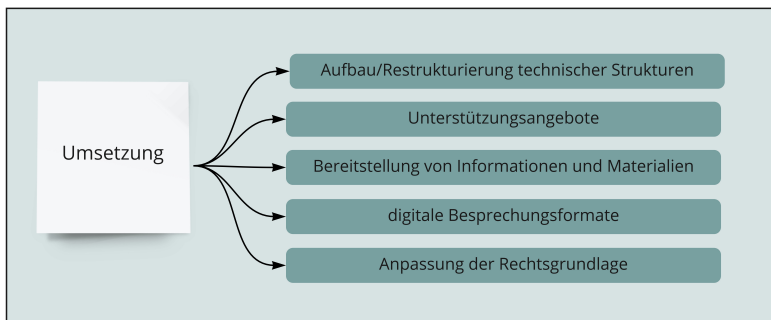 Umsetzung
Aufbau/Restrukturierung technischer Strukturen
Unterstützungsangebote
Bereitstellung von Informationen und Materialien
digitale Besprechungsformate
Anpassung der Rechtsgrundlage